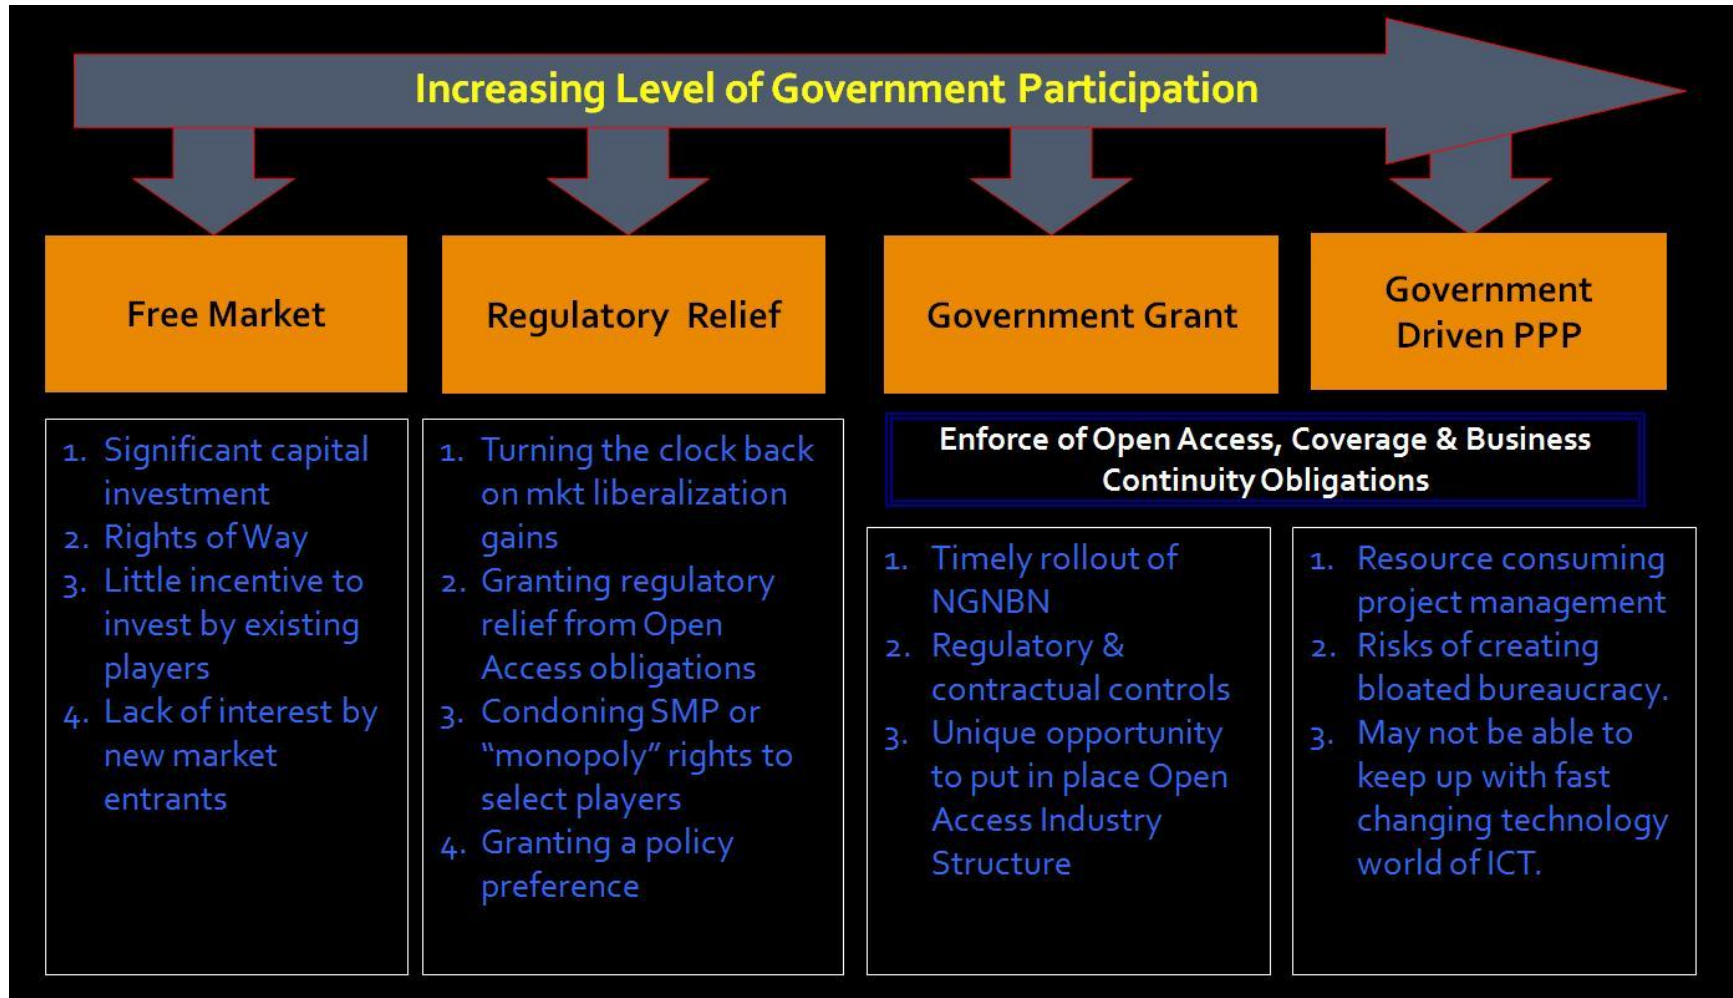 Increasing Level of Government Participation
Free Market
Regulatory Relief
Government Grant
Government
Driven PPP
1. Significant capital
investment
2. Rights of Way
3. Little incentive to
invest by existing
players
4. Lack of interest by
new market
entrants
1. Turning the clock back
on mkt liberalization
gains
2. Granting regulatory
relief from Open
Access obligations
3. Condoning SMP or
“monopoly” rights to
select players
4. Granting a policy
preference
Enforce of Open Access, Coverage & Business
Continuity Obligations
1. Timely rollout of
NGNBN
2. Regulatory &
contractual controls
3. Unique opportunity
to put in place Open
Access Industry
Structure
1. Resource consuming
project management
2. Risks of creating
bloated bureaucracy.
3. May not be able to
keep up with fast
changing technology
world of ICT.